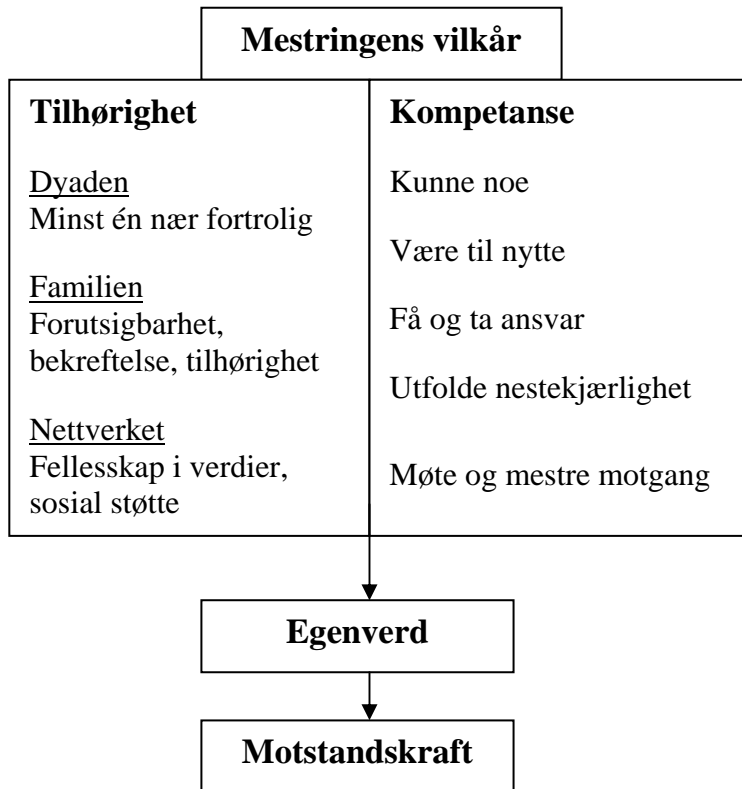 Mestringens vilkår
Tilhørighet
Dyaden
Minst én nær fortrolig
Familien
Forutsigbarhet,
bekreftelse, tilhørighet
Nettverket
Fellesskap i verdier,
sosial støtte
Kompetanse
Kunne noe
Være til nytte
Få og ta ansvar
Utfolde nestekjærlighet
Møte og mestre motgang
Egenverd
Motstandskraft